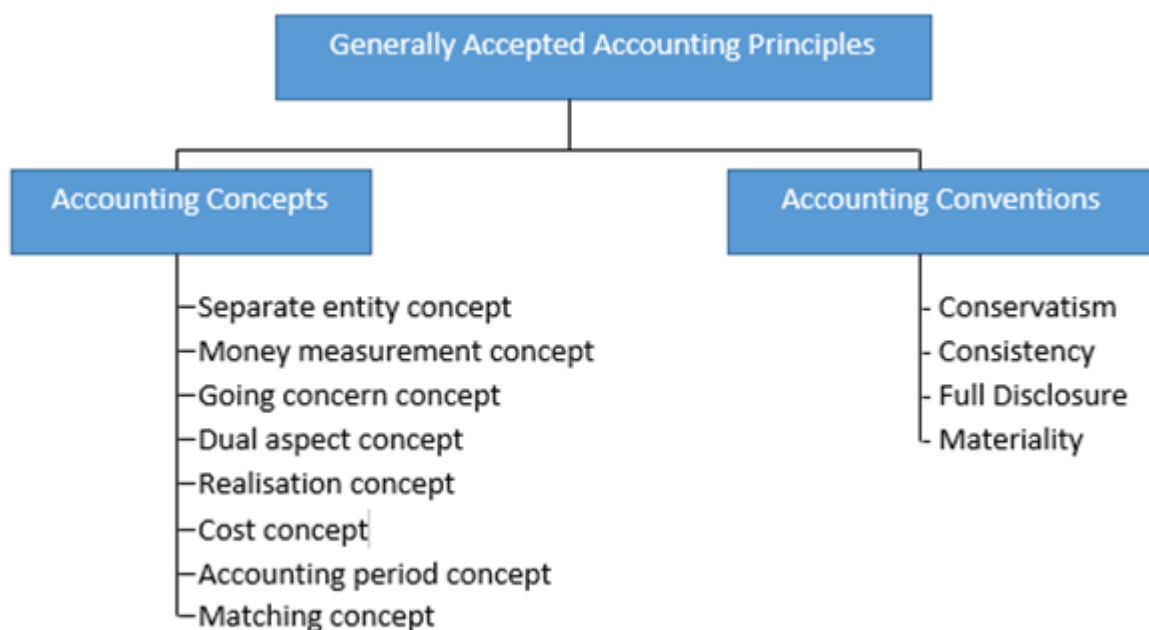 Generally Accepted Accounting Principles
Accounting Concepts
Separate entity concept
Money measurement concept
Going concern concept
Dual aspect concept
Realisation concept
Cost concept
Accounting period concept
Matching concept
Accounting Conventions
- Conservatism
- Consistency
- Full Disclosure
- Materiality